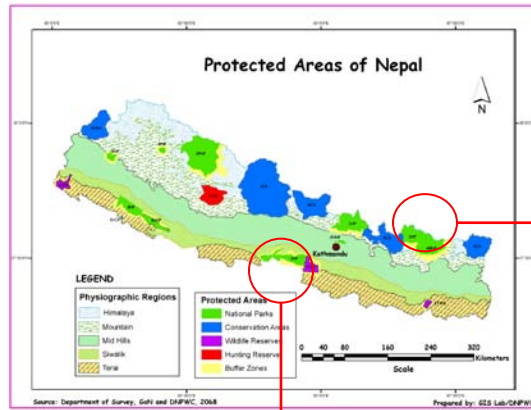 Protected Areas of Nepal
N
Kathmandu
LEGEND
Physiographic Regions
Himalaya
Mountain
Mid Hills
Siwalik
Terai
Protected Areas
National Parks
Conservation Areas
Wildlife Reserves
Hunting Reserve
Buffer Zones
0 40 80 160 240 320
Kilometers
Scale
Source: Department of Survey, GoN and DNPWC, 2068
Prepared by: GIS Lab/DNPWC